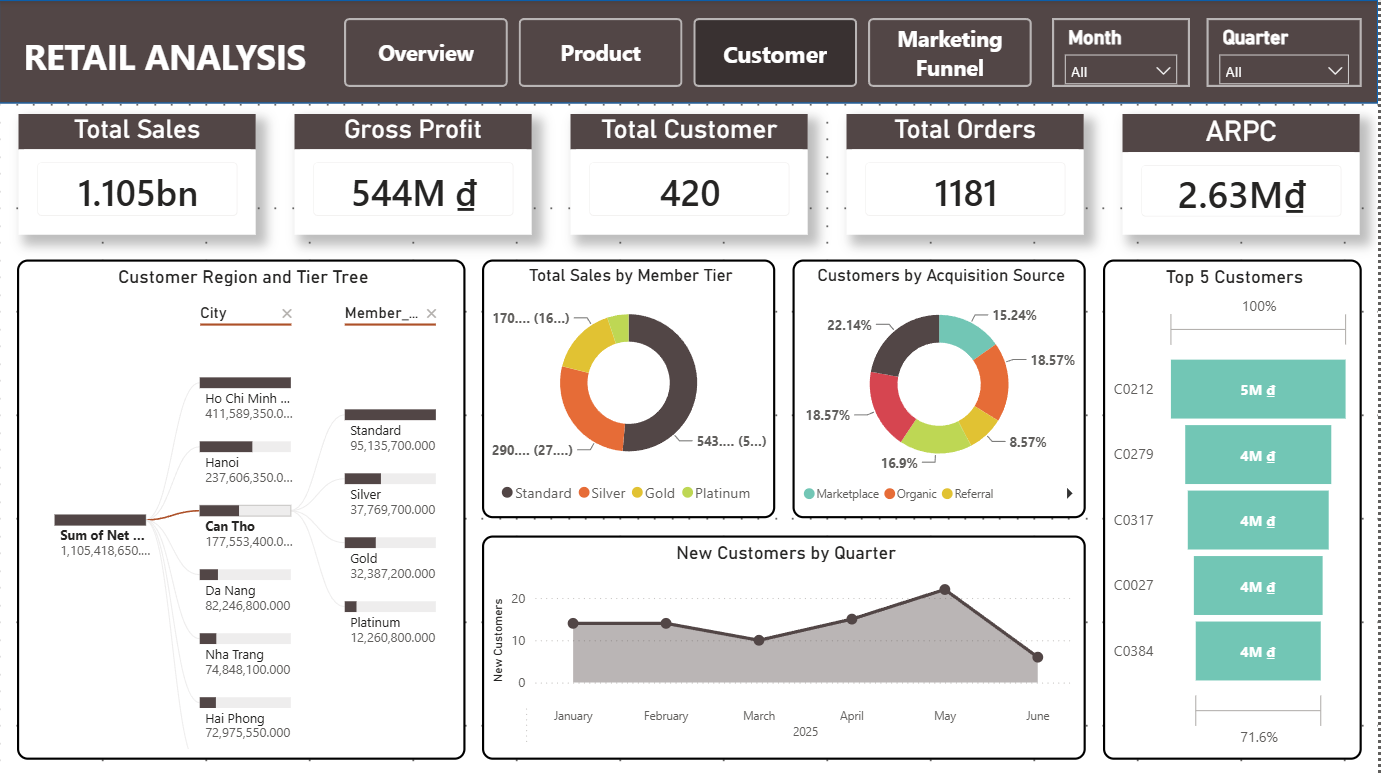 RETAIL ANALYSIS
Overview
Product
Customer
Marketing
Funnel
Month
All
Quarter
All
Total Sales
1.105bn
Gross Profit
544M ₫
Total Customer
420
Total Orders
1181
ARPC
2.63M₫
Customer Region and Tier Tree
City
Member_...
Ho Chi Minh ...
411,589,350.0...
Hanoi
237,606,350.0...
Can Tho
177,553,400.0...
Da Nang
82,246,800.000
Nha Trang
74,848,100.000
Hai Phong
72,975,550.000
Sum of Net ...
1,105,418,650....
Standard
95,135,700.000
Silver
37,769,700.000
Gold
32,387,200.000
Platinum
12,260,800.000
Total Sales by Member Tier
170.... (16...)
290.... (27....)
543.... (5...)
Standard Silver Gold Platinum
Customers by Acquisition Source
22.14%
15.24%
18.57%
18.57%
8.57%
16.9%
Marketplace Organic Referral
New Customers by Quarter
New Customers
20
10
0
January February March April May June
2025
Top 5 Customers
100%
C0212 5M ₫
C0279 4M ₫
C0317 4M ₫
C0027 4M ₫
C0384 4M ₫
71.6%